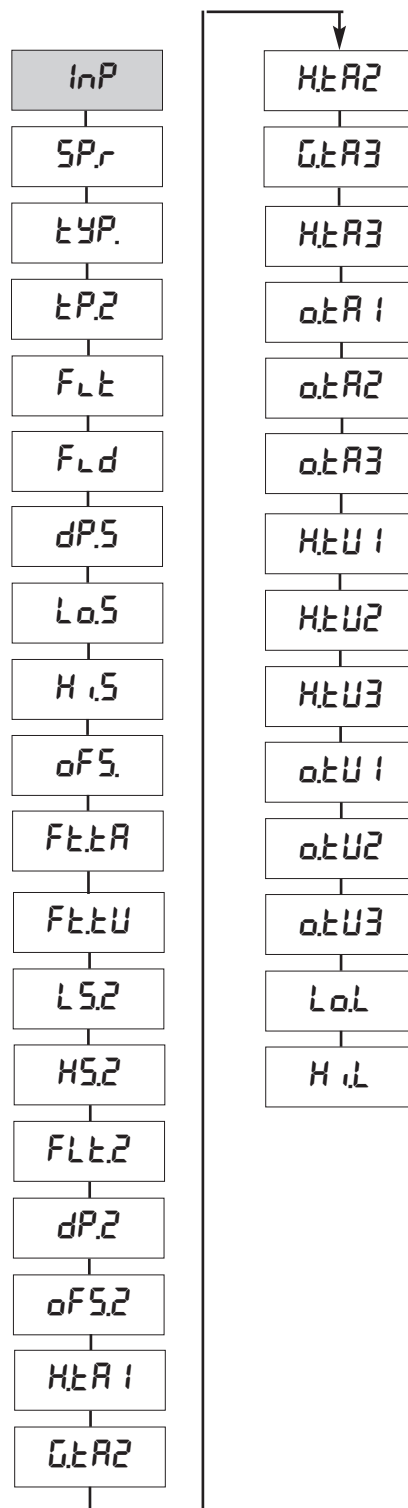 InP
SP.r
tYP.
tP.2
FLt
FLd
dP.S
Lo.S
Hi.S
oFS.
Ft.tA
Ft.tU
LS.2
HS.2
FLt.2
dP.2
oFS.2
H.tA1
G.tA2
H.tA2
G.tA3
H.tA3
o.tA1
o.tA2
o.tA3
H.tU1
H.tU2
H.tU3
o.tU1
o.tU2
o.tU3
Lo.L
Hi.L